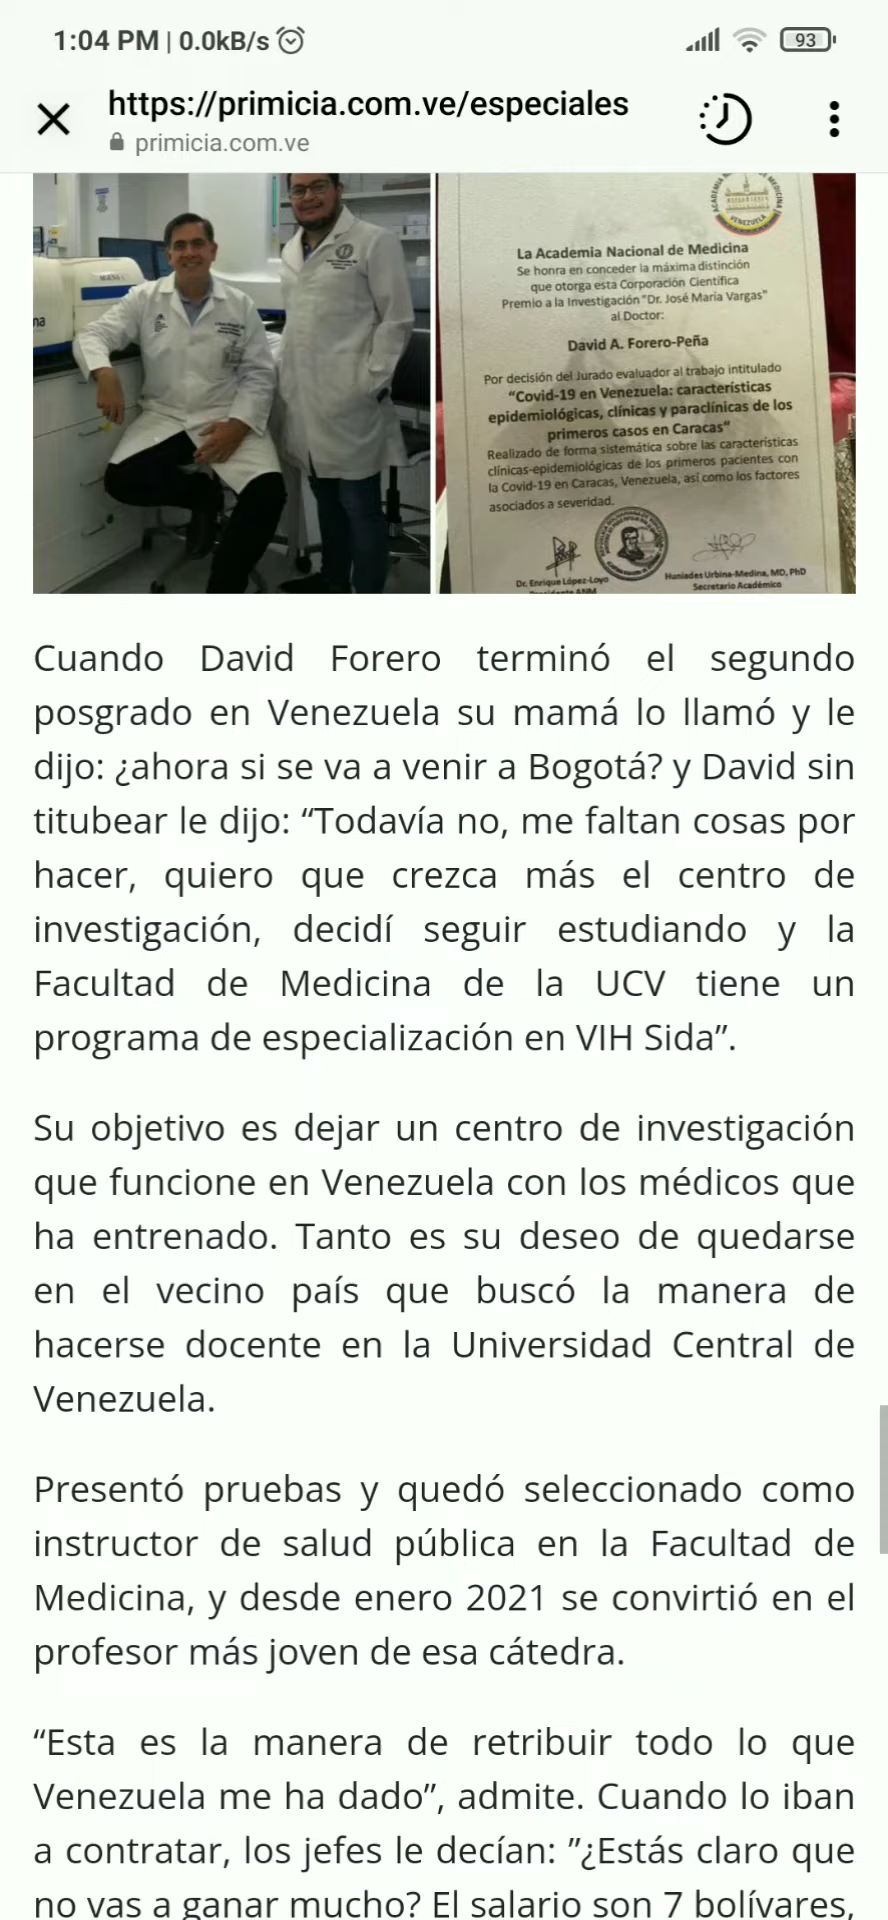 1:04 PM | 0.0kB/s
93
https://primicia.com.ve/especiales
primicia.com.ve
VENEZUELA
La Academia Nacional de Medicina
Se honra en conceder la máxima distinción
que otorga esta Corporación Científica
Premio a la Investigación "Dr. José María Vargas"
al Doctor:
David A. Forero-Peña
Por decisión del Jurado evaluador al trabajo intitulado
"Covid-19 en Venezuela: características
epidemiológicas, clínicas y paraclínicas de los
primeros casos en Caracas"
Realizado de forma sistemática sobre las características
clínicas-epidemiológicas de los primeros pacientes con
la Covid-19 en Caracas, Venezuela, así como los factores
asociados a severidad.
Dr. Enrique López-Loyo
Huníades Urbina-Medina, MD, PhD
Secretario Académico
Cuando David Forero terminó el segundo
posgrado en Venezuela su mamá lo llamó y le
dijo: ¿ahora si se va a venir a Bogotá? y David sin
titubear le dijo: “Todavía no, me faltan cosas por
hacer, quiero que crezca más el centro de
investigación, decidí seguir estudiando y la
Facultad de Medicina de la UCV tiene un
programa de especialización en VIH Sida”.
Su objetivo es dejar un centro de investigación
que funcione en Venezuela con los médicos que
ha entrenado. Tanto es su deseo de quedarse
en el vecino país que buscó la manera de
hacerse docente en la Universidad Central de
Venezuela.
Presentó pruebas y quedó seleccionado como
instructor de salud pública en la Facultad de
Medicina, y desde enero 2021 se convirtió en el
profesor más joven de esa cátedra.
“Esta es la manera de retribuir todo lo que
Venezuela me ha dado”, admite. Cuando lo iban
a contratar, los jefes le decían: ”¿Estás claro que
no vas a ganar mucho? El salario son 7 bolívares,